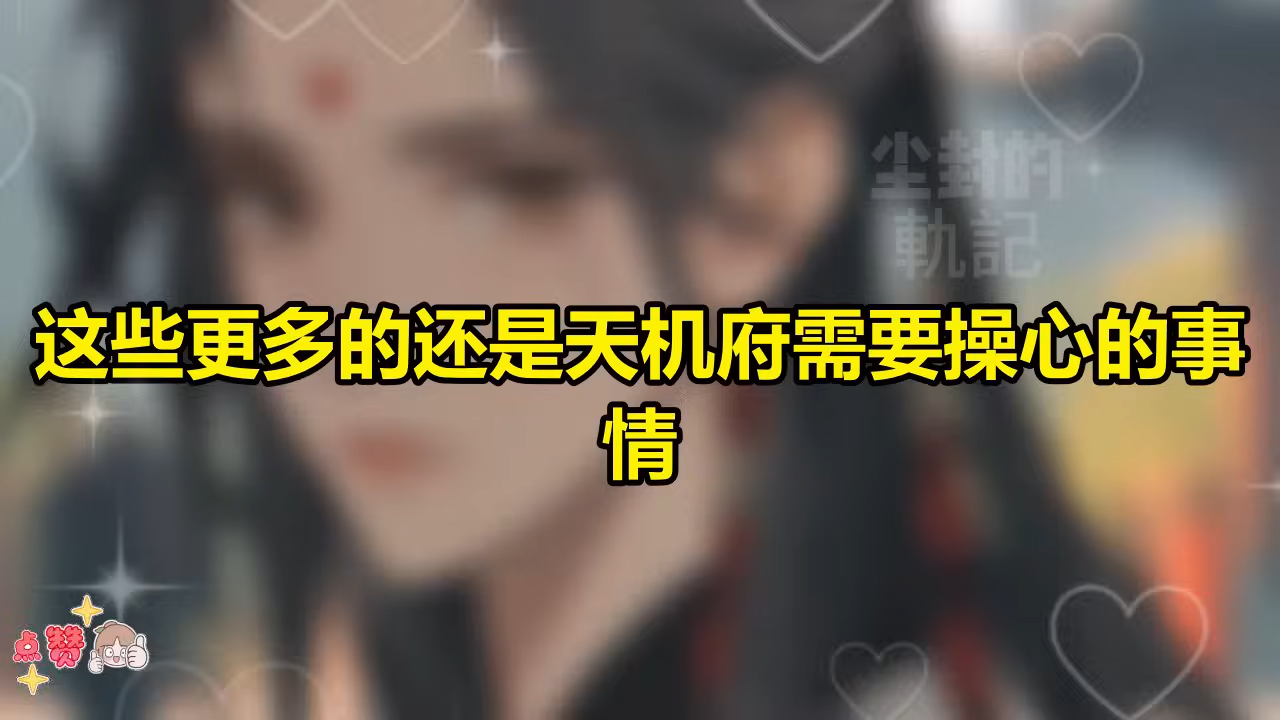 尘封的
軌記
这些更多的还是天机府需要操心的事
情
点赞